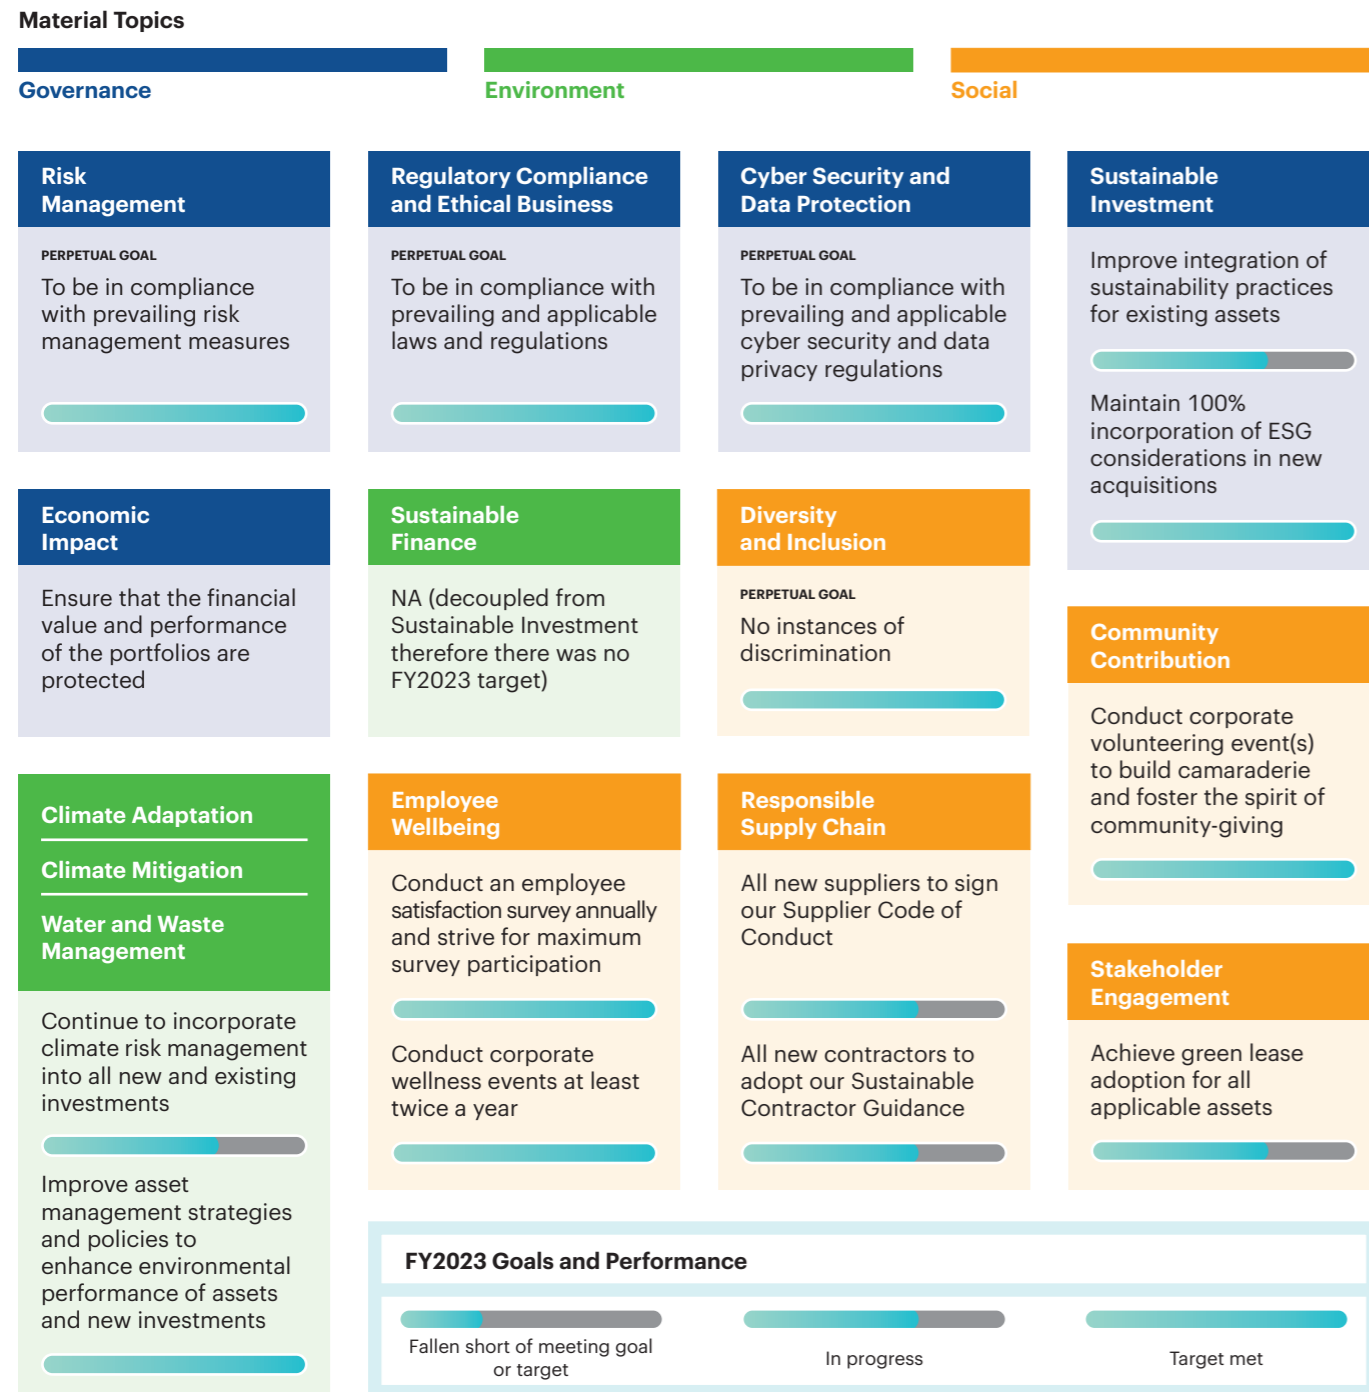 Material Topics
Governance
Environment
Social
Risk
Management
PERPETUAL GOAL
To be in compliance
with prevailing risk
management measures
Regulatory Compliance
and Ethical Business
PERPETUAL GOAL
To be in compliance with
prevailing and applicable
laws and regulations
Cyber Security and
Data Protection
PERPETUAL GOAL
To be in compliance with
prevailing and applicable
cyber security and data
privacy regulations
Sustainable
Investment
Improve integration of
sustainability practices
for existing assets
Maintain 100%
incorporation of ESG
considerations in new
acquisitions
Economic
Impact
Ensure that the financial
value and performance
of the portfolios are
protected
Sustainable
Finance
NA (decoupled from
Sustainable Investment
therefore there was no
FY2023 target)
Diversity
and Inclusion
PERPETUAL GOAL
No instances of
discrimination
Community
Contribution
Conduct corporate
volunteering event(s)
to build camaraderie
and foster the spirit of
community-giving
Climate Adaptation
Climate Mitigation
Water and Waste
Management
Continue to incorporate
climate risk management
into all new and existing
investments
Improve asset
management strategies
and policies to
enhance environmental
performance of assets
and new investments
Employee
Wellbeing
Conduct an employee
satisfaction survey annually
and strive for maximum
survey participation
Conduct corporate
wellness events at least
twice a year
Responsible
Supply Chain
All new suppliers to sign
our Supplier Code of
Conduct
All new contractors to
adopt our Sustainable
Contractor Guidance
Stakeholder
Engagement
Achieve green lease
adoption for all
applicable assets
FY2023 Goals and Performance
Fallen short of meeting goal
or target
In progress
Target met